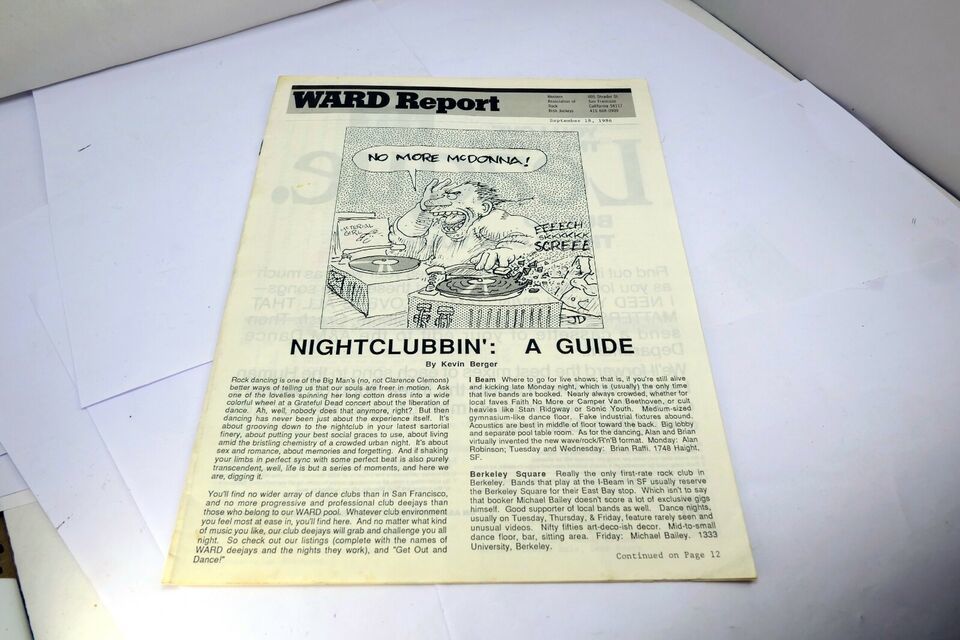 WARD Report
Western
Association of
Rock
Disk Jockeys
San Francisco
September 18, 1986
NO MORE McDONNA!
EEEECH
SKKKKKK
SCREEE
JD
NIGHTCLUBBIN': A GUIDE
By Kevin Berger
Rock dancing is one of the Big Man's (no, not Clarence Clemons)
better ways of telling us that our souls are freer in motion. Ask
one of the lovelies spinning her long cotton dress into a wide
colorful wheel at a Grateful Dead concert about the liberation of
dance. Ah, well, nobody does that anymore, right? But then
dancing has never been just about the experience itself. It's
about grooving down to the nightclub in your latest sartorial
finery, about putting your best social graces to use, about living
amid the bristling chemistry of a crowded urban night. It's about
sex and romance, about memories and forgetting. And if shaking
your limbs in perfect sync with some perfect beat is also purely
transcendent, well, life is but a series of moments, and here we
are, digging it.
You'll find no wider array of dance clubs than in San Francisco,
and no more progressive and professional club deejays than
those who belong to our WARD pool. Whatever club environment
you feel most at ease in, you'll find here. And no matter what kind
of music you like, our club deejays will grab and challenge you all
night. So check out our listings (complete with the names of
WARD deejays and the nights they work), and "Get Out and
Dance!"
I Beam Where to go for live shows; that is, if you're still alive
and kicking late Monday night, which is (usually) the only time
that live bands are booked. Nearly always crowded, whether for
local faves Faith No More or Camper Van Beethoven, or cult
heavies like Stan Ridgway or Sonic Youth. Medium-sized
gymnasium-like dance floor. Fake industrial fixtures abound.
Acoustics are best in middle of floor toward the back. Big lobby
and separate pool table room. As for the dancing, Alan and Brian
virtually invented the new wave/rock/R'n'B format. Monday: Alan
Robinson; Tuesday and Wednesday: Brian Raffi. 1748 Haight,
SF.
Berkeley Square Really the only first-rate rock club in
Berkeley. Bands that play at the I-Beam in SF usually reserve
the Berkeley Square for their East Bay stop. Which isn't to say
that booker Michael Bailey doesn't score a lot of exclusive gigs
himself. Good supporter of local bands as well. Dance nights,
usually on Tuesday, Thursday, & Friday, feature rarely seen and
unusual videos. Nifty fifties art-deco-ish decor. Mid-to-small
dance floor, bar, sitting area. Friday: Michael Bailey. 1333
University, Berkeley.
Continued on Page 12